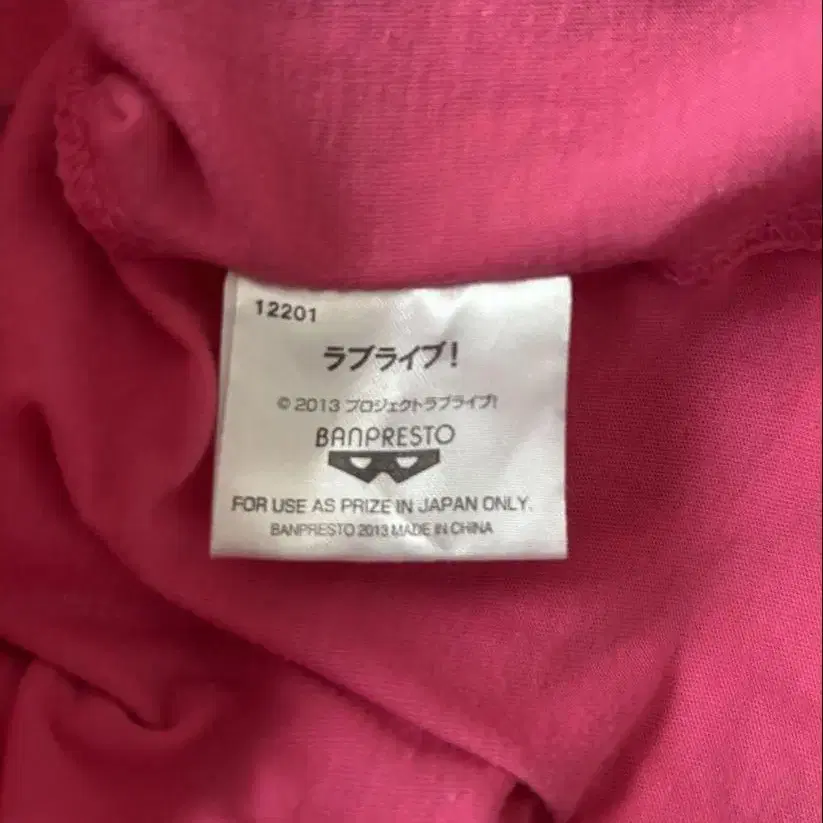 12201
ラブライブ!
© 2013 プロジェクトラブライブ!
BANPRESTO
FOR USE AS PRIZE IN JAPAN ONLY.
BANPRESTO 2013 MADE IN CHINA